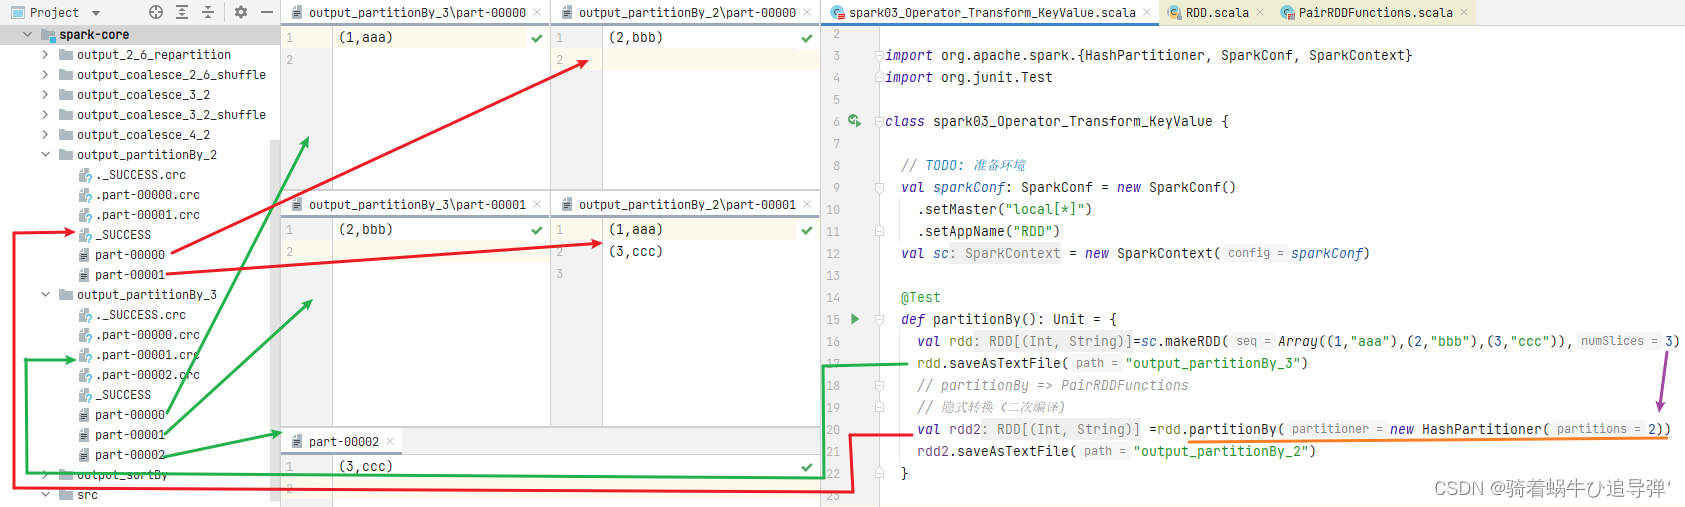 Project
spark-core
output_2_6_repartition
output_coalesce_2_6_shuffle
output_coalesce_3_2
output_coalesce_3_2_shuffle
output_coalesce_4_2
output_partitionBy_2
._SUCCESS.crc
.part-00000.crc
.part-00001.crc
_SUCCESS
part-00000
part-00001
output_partitionBy_3
._SUCCESS.crc
.part-00000.crc
.part-00001.crc
.part-00002.crc
_SUCCESS
part-00000
part-00001
part-00002
output_sortBy
src
output_partitionBy_3\part-00000
1 (1,aaa)
2
output_partitionBy_2\part-00000
1 (2,bbb)
2
output_partitionBy_3\part-00001
1 (2,bbb)
2
output_partitionBy_2\part-00001
1 (1,aaa)
2 (3,ccc)
3
part-00002
1 (3,ccc)
2
spark03_Operator_Transform_KeyValue.scala
RDD.scala
PairRDDFunctions.scala
2
3 import org.apache.spark.{HashPartitioner, SparkConf, SparkContext}
4 import org.junit.Test
5
6 class spark03_Operator_Transform_KeyValue {
7
8 // TODO: 准备环境
9 val sparkConf: SparkConf = new SparkConf()
10 .setMaster("local[*]")
11 .setAppName("RDD")
12 val sc: SparkContext = new SparkContext( config = sparkConf)
13
14 @Test
15 def partitionBy(): Unit = {
16 val rdd: RDD[(Int, String)]=sc.makeRDD( seq = Array((1,"aaa"),(2,"bbb"),(3,"ccc")), numSlices = 3)
17 rdd.saveAsTextFile( path = "output_partitionBy_3")
18 // partitionBy => PairRDDFunctions
19 // 隐式转换（二次编译）
20 val rdd2: RDD[(Int, String)] =rdd.partitionBy( partitioner = new HashPartitioner( partitions = 2))
21 rdd2.saveAsTextFile( path = "output_partitionBy_2")
22 }
23
CSDN @骑着蜗牛ひ追导弹'